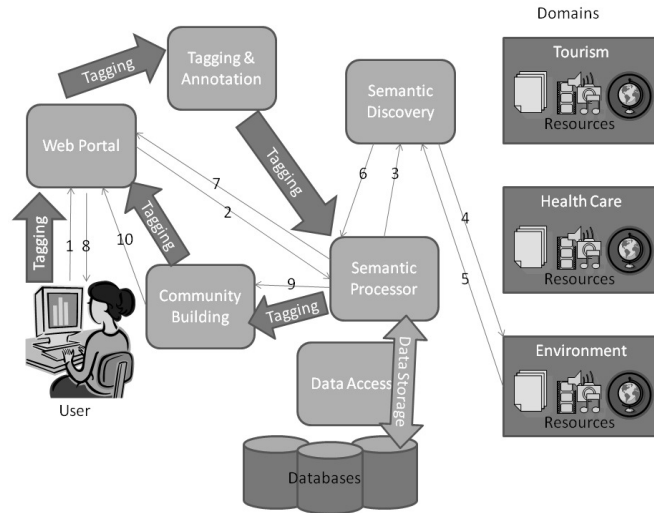 Domains
Tourism
Resources
Health Care
Resources
Environment
Resources
Tagging &
Annotation
Semantic
Discovery
Web Portal
Tagging
Tagging
Tagging
Tagging
Tagging
7
2
6
3
4
5
1
8
10
9
Community
Building
Semantic
Processor
Data Access
Data Storage
User
Databases